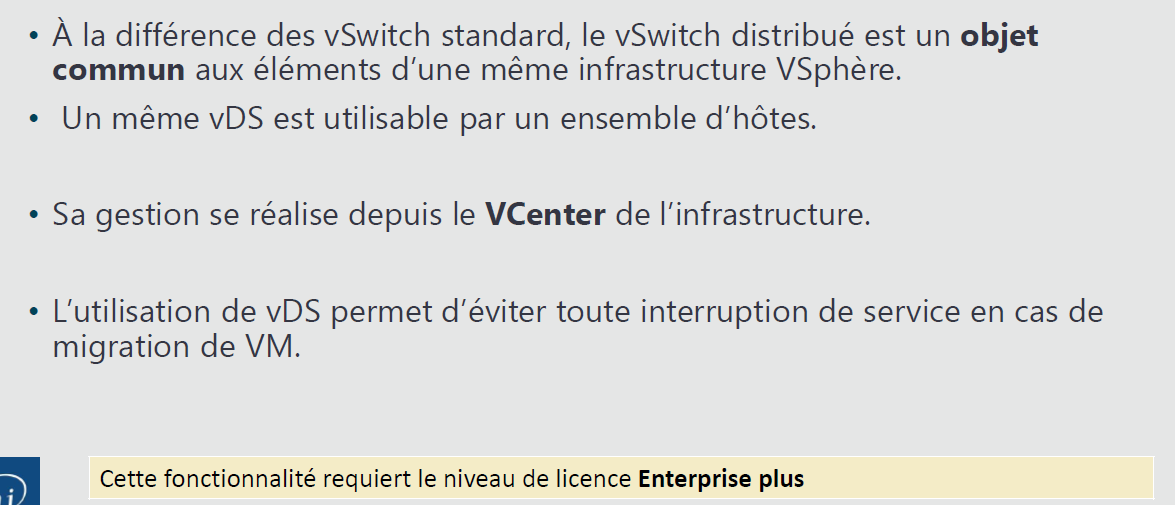 • À la différence des vSwitch standard, le vSwitch distribué est un objet
commun aux éléments d’une même infrastructure VSphère.
• Un même vDS est utilisable par un ensemble d’hôtes.
• Sa gestion se réalise depuis le VCenter de l’infrastructure.
• L’utilisation de vDS permet d’éviter toute interruption de service en cas de
migration de VM.
Cette fonctionnalité requiert le niveau de licence Enterprise plus